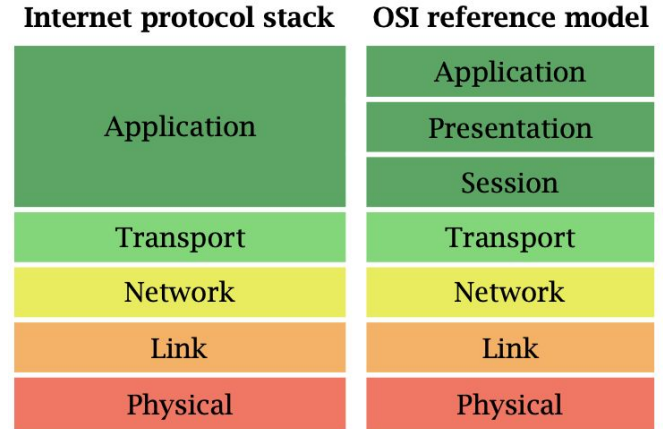 Internet protocol stack
Application
Transport
Network
Link
Physical
OSI reference model
Application
Presentation
Session
Transport
Network
Link
Physical